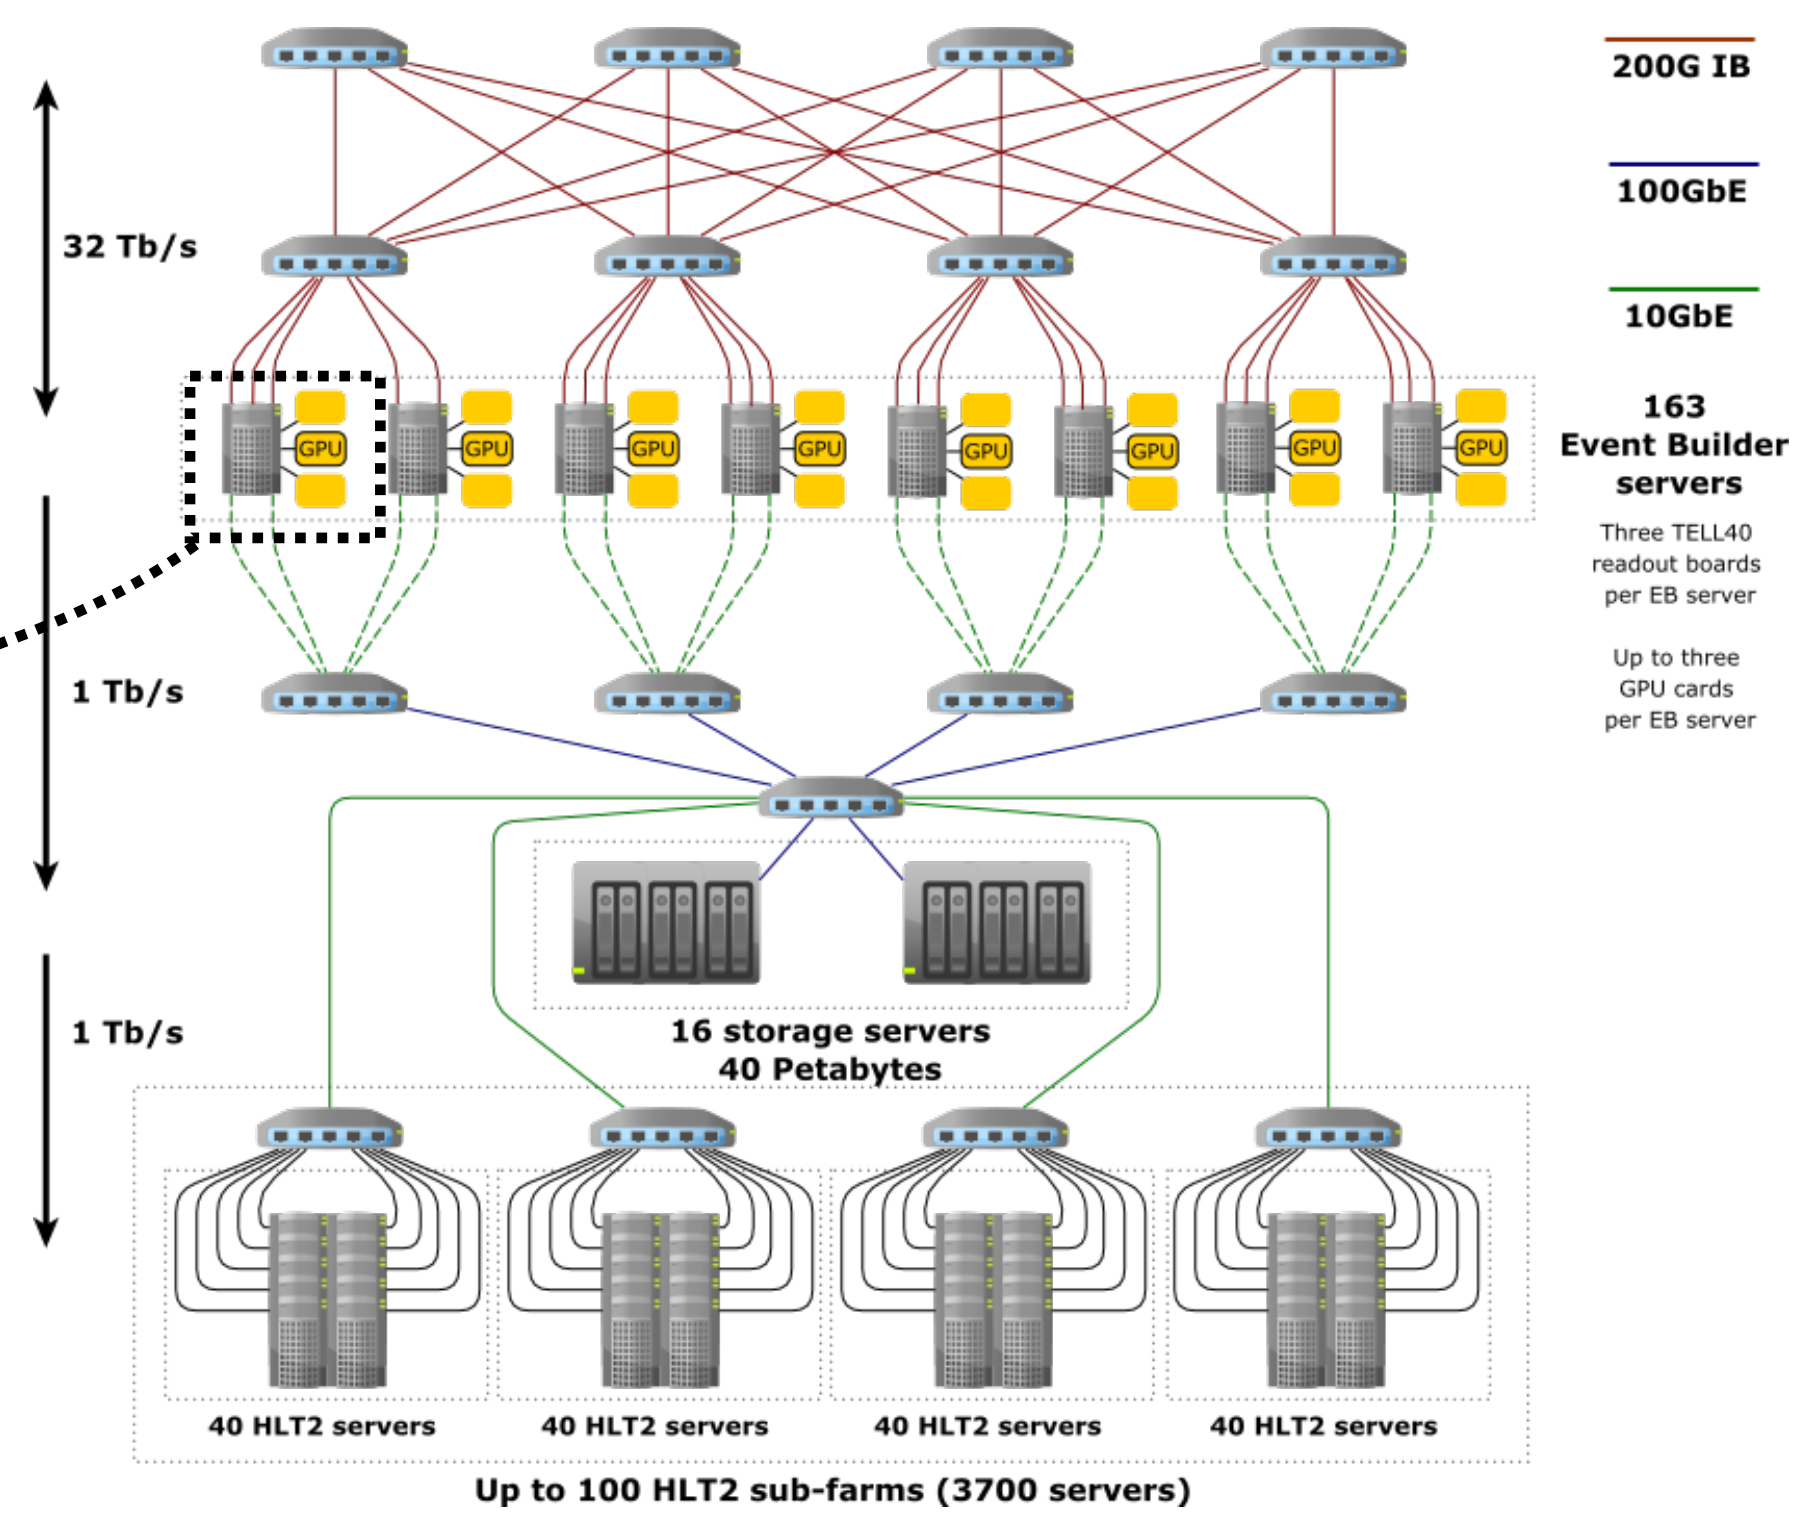 200G IB
100GbE
32 Tb/s
10GbE
GPU
GPU
GPU
GPU
GPU
GPU
GPU
GPU
163
Event Builder
servers
Three TELL40
readout boards
per EB server
Up to three
GPU cards
per EB server
1 Tb/s
16 storage servers
40 Petabytes
1 Tb/s
40 HLT2 servers
40 HLT2 servers
40 HLT2 servers
40 HLT2 servers
Up to 100 HLT2 sub-farms (3700 servers)